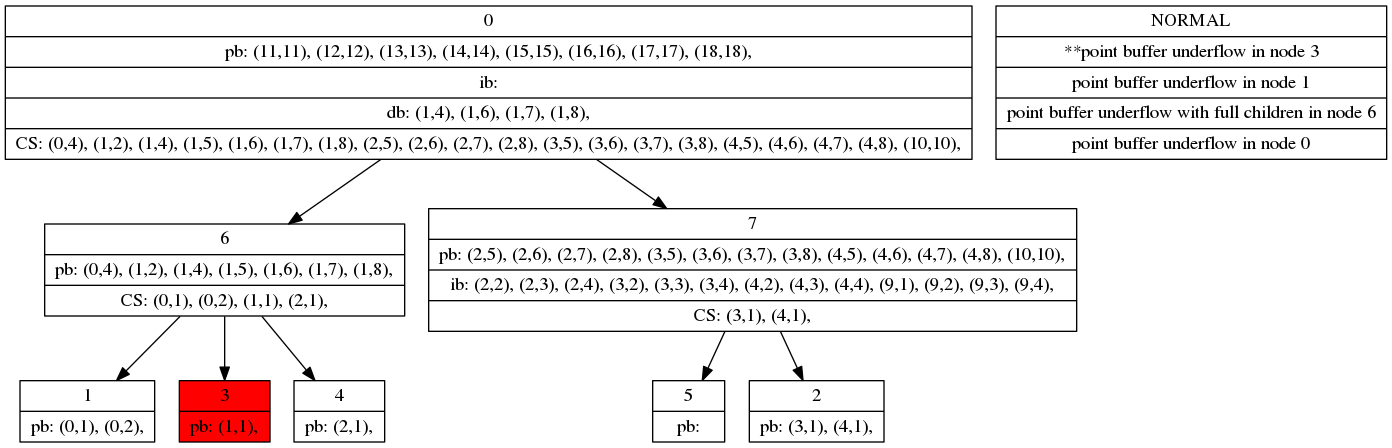 0
pb: (11,11), (12,12), (13,13), (14,14), (15,15), (16,16), (17,17), (18,18),
ib:
db: (1,4), (1,6), (1,7), (1,8),
CS: (0,4), (1,2), (1,4), (1,5), (1,6), (1,7), (1,8), (2,5), (2,6), (2,7), (2,8), (3,5), (3,6), (3,7), (3,8), (4,5), (4,6), (4,7), (4,8), (10,10),
NORMAL
**point buffer underflow in node 3
point buffer underflow in node 1
point buffer underflow with full children in node 6
point buffer underflow in node 0
6
pb: (0,4), (1,2), (1,4), (1,5), (1,6), (1,7), (1,8),
CS: (0,1), (0,2), (1,1), (2,1),
7
pb: (2,5), (2,6), (2,7), (2,8), (3,5), (3,6), (3,7), (3,8), (4,5), (4,6), (4,7), (4,8), (10,10),
ib: (2,2), (2,3), (2,4), (3,2), (3,3), (3,4), (4,2), (4,3), (4,4), (9,1), (9,2), (9,3), (9,4),
CS: (3,1), (4,1),
1
pb: (0,1), (0,2),
3
pb: (1,1),
4
pb: (2,1),
5
pb:
2
pb: (3,1), (4,1),